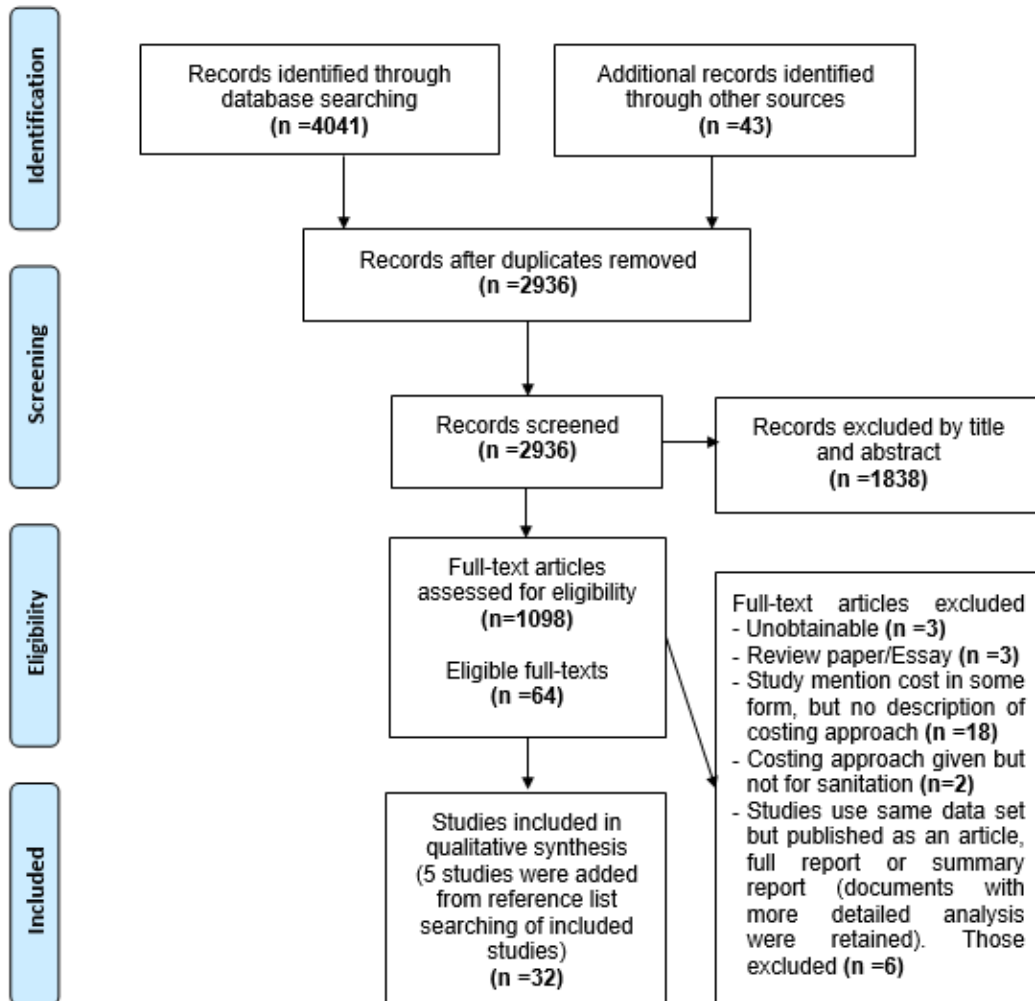 Identification
Records identified through
database searching
(n =4041)
Additional records identified
through other sources
(n =43)
Records after duplicates removed
(n =2936)
Screening
Records screened
(n =2936)
Records excluded by title
and abstract
(n =1838)
Eligibility
Full-text articles
assessed for eligibility
(n=1098)
Eligible full-texts
(n =64)
Full-text articles excluded
- Unobtainable (n =3)
- Review paper/Essay (n =3)
- Study mention cost in some
form, but no description of
costing approach (n =18)
- Costing approach given but
not for sanitation (n=2)
- Studies use same data set
but published as an article,
full report or summary
report (documents with
more detailed analysis
were retained). Those
excluded (n =6)
Included
Studies included in
qualitative synthesis
(5 studies were added
from reference list
searching of included
studies)
(n =32)